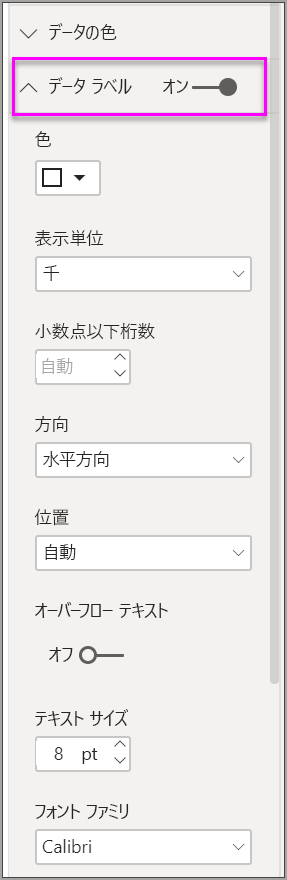 データの色
データ ラベル オン
色
表示単位
千
小数点以下桁数
自動
方向
水平方向
位置
自動
オーバーフロー テキスト
オフ
テキスト サイズ
8 pt
フォント ファミリ
Calibri